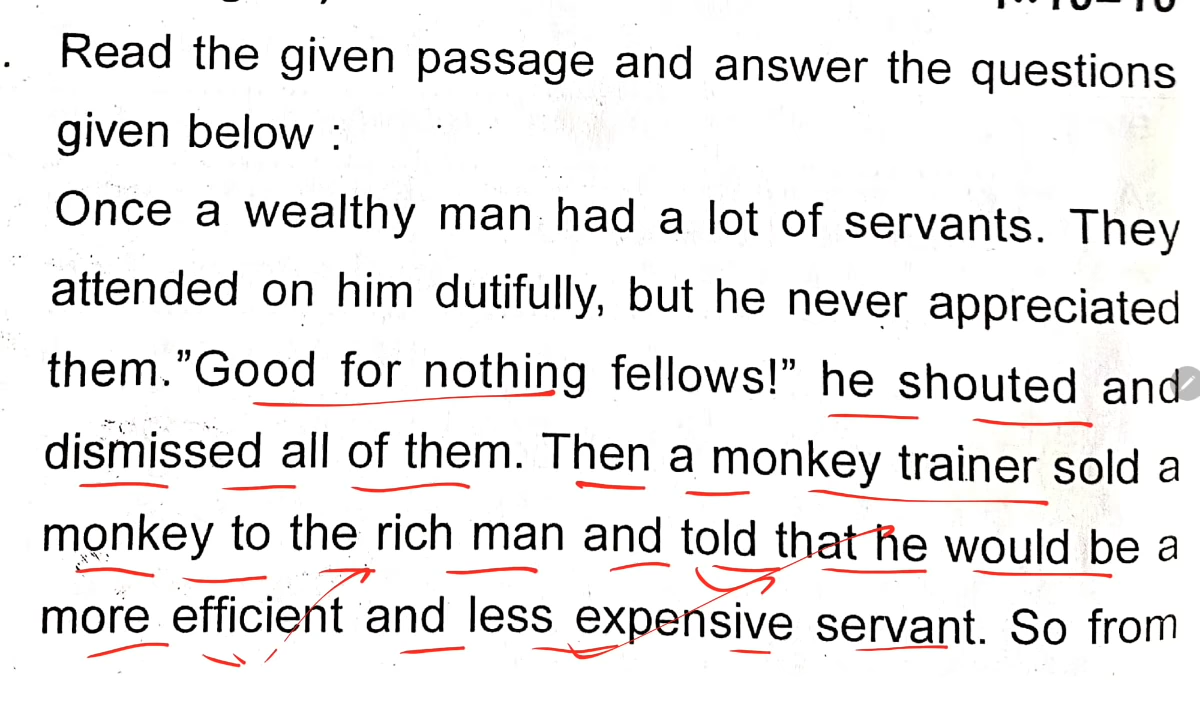 . Read the given passage and answer the questions
given below :
Once a wealthy man had a lot of servants. They
attended on him dutifully, but he never appreciated
them.”Good for nothing fellows!” he shouted and
dismissed all of them. Then a monkey trainer sold a
monkey to the rich man and told that he would be a
more efficient and less expensive servant. So from